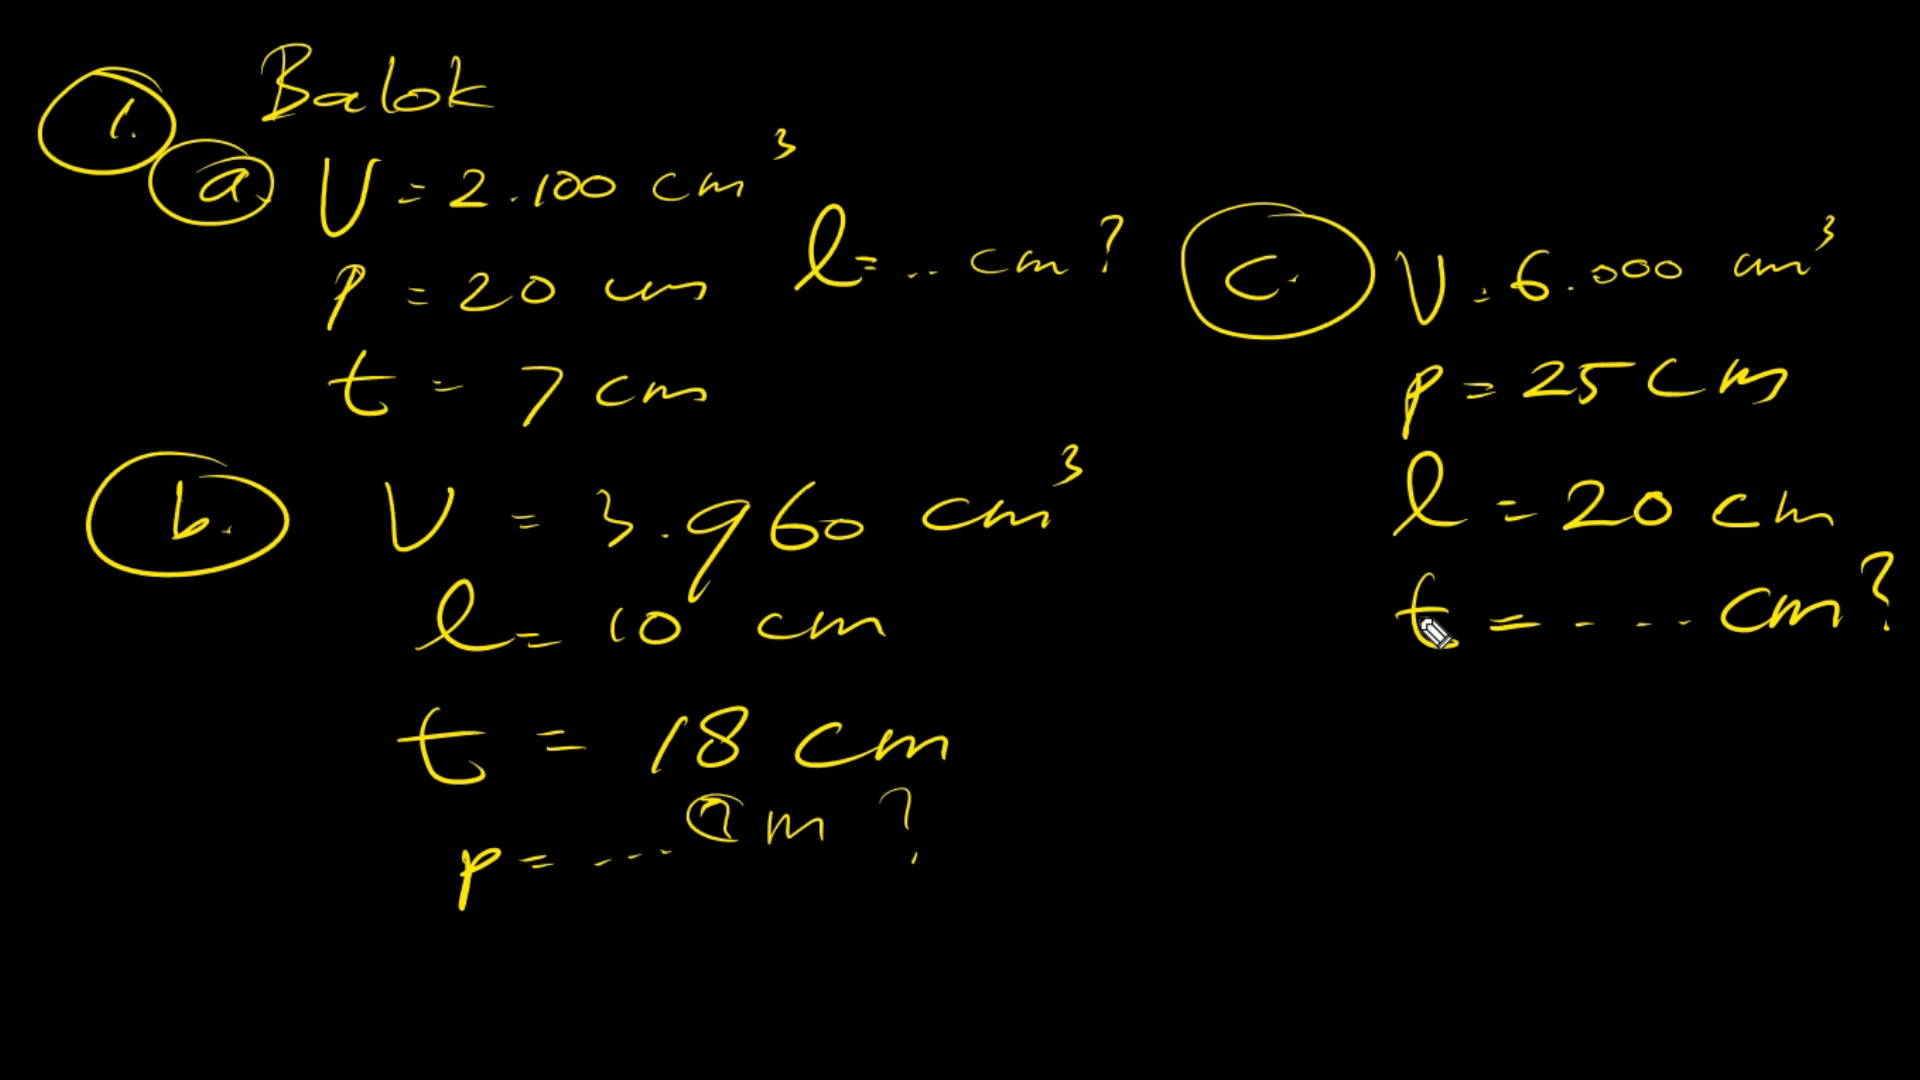 1. Balok
a. V = 2.100 cm³
p = 20 cm
l = .. cm ?
t = 7 cm
b. V = 3.960 cm³
l = 10 cm
t = 18 cm
p = ... cm ?
c. V = 6.000 cm³
p = 25 cm
l = 20 cm
t = .... cm ?